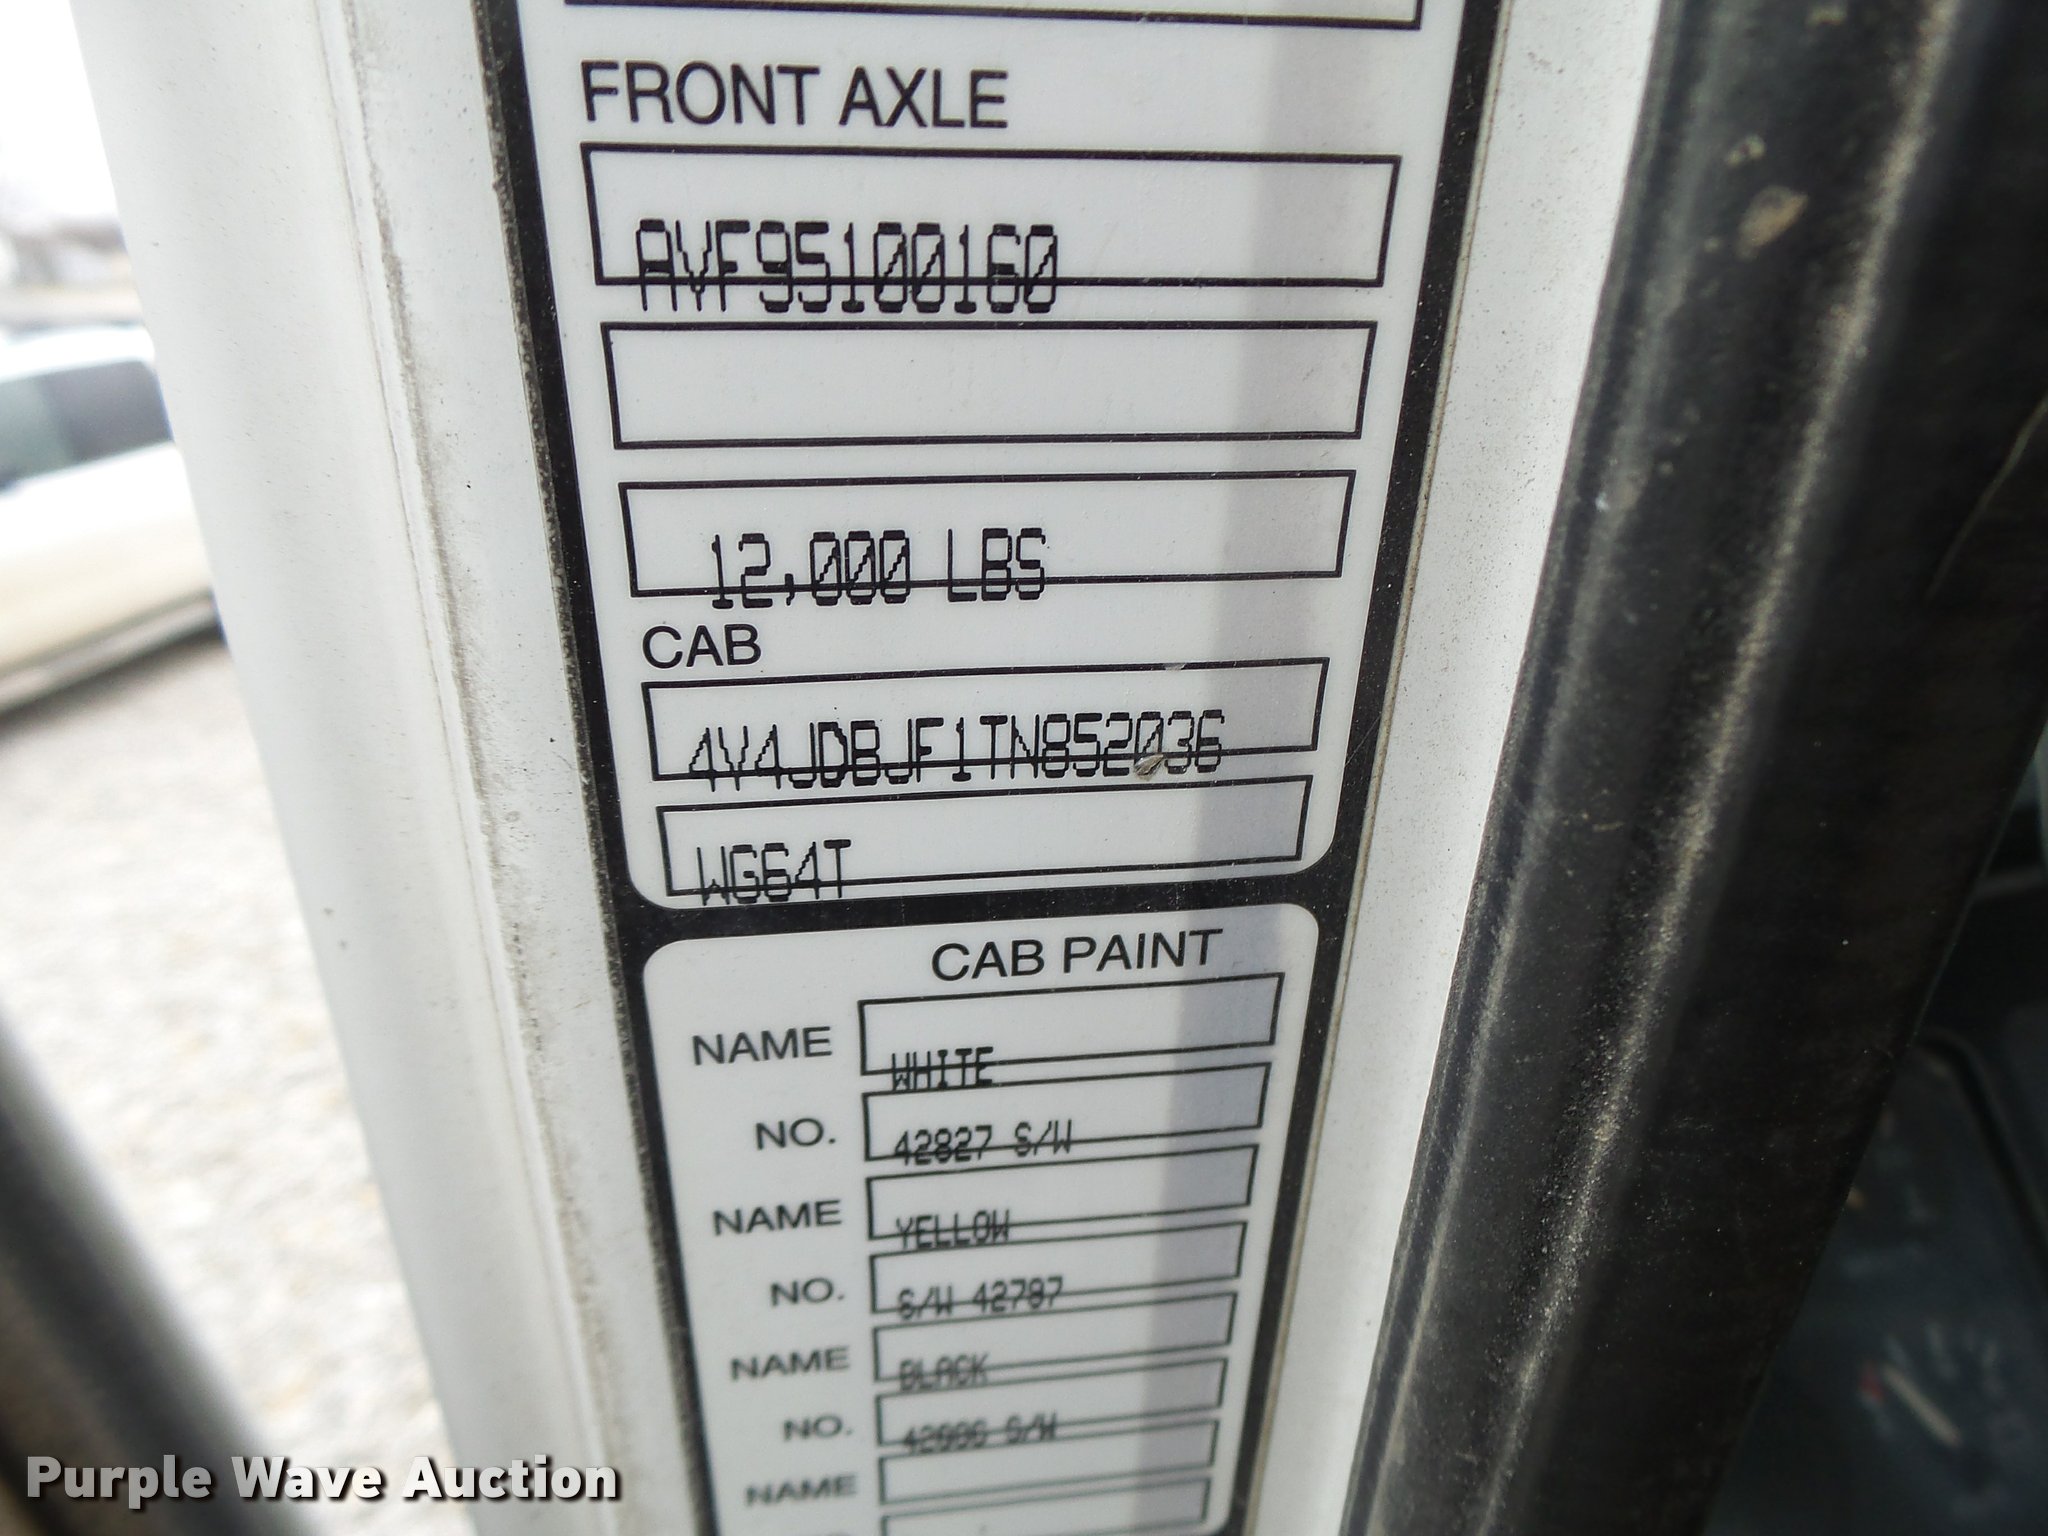 FRONT AXLE
AVF95100160
12,000 LBS
CAB
4V4JDBJF1TN852036
WG64T
CAB PAINT
NAME WHITE
NO. 42827 S/W
NAME YELLOW
NO. S/W 42787
NAME BLACK
NO. S/W
NAME
Purple Wave Auction